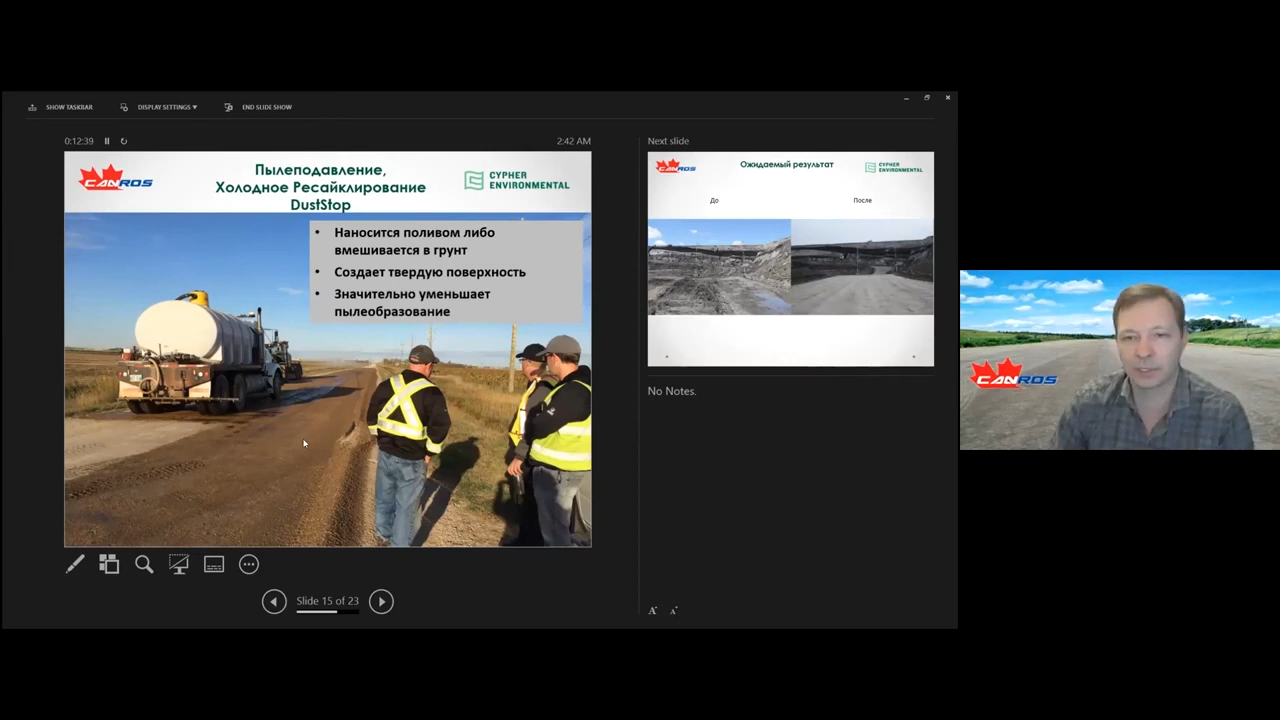 SHOW TASKBAR
DISPLAY SETTINGS
END SLIDE SHOW
0:12:39
2:42 AM
CANROS
Пылеподавление,
Холодное Ресайклирование
DustStop
CYPHER
ENVIRONMENTAL
• Наносится поливом либо
вмешивается в грунт
• Создает твердую поверхность
• Значительно уменьшает
пылеобразование
Slide 15 of 23
Next slide
CANROS
Ожидаемый результат
CYPHER
ENVIRONMENTAL
До
После
No Notes.
A A
CANROS